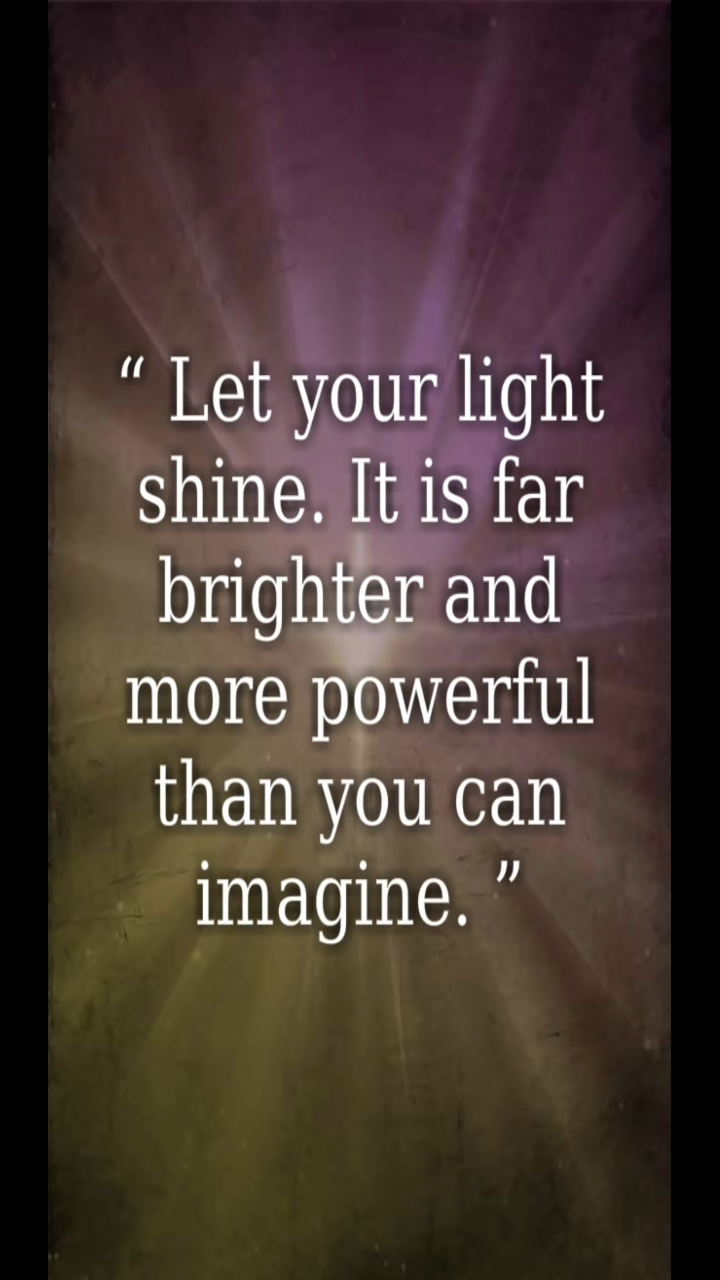 “ Let your light
shine. It is far
brighter and
more powerful
than you can
imagine. ”